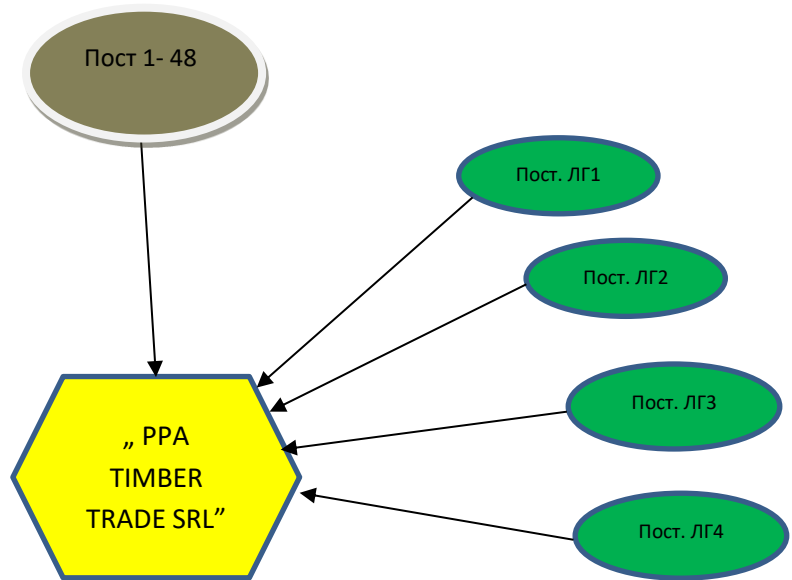 Пост 1- 48
Пост. ЛГ1
Пост. ЛГ2
Пост. ЛГ3
„ PPA
TIMBER
TRADE SRL”
Пост. ЛГ4